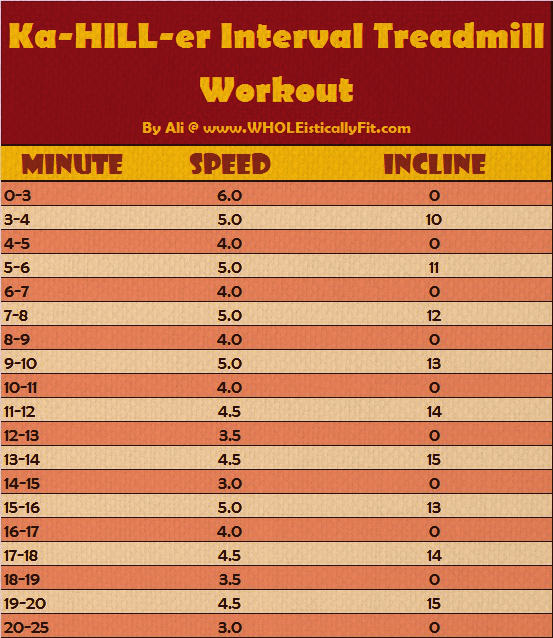 Ka-HILL-er Interval Treadmill
Workout
By Ali @ www.WHOLEisticallyFit.com
MINUTE SPEED INCLINE
0-3 6.0 0
3-4 5.0 10
4-5 4.0 0
5-6 5.0 11
6-7 4.0 0
7-8 5.0 12
8-9 4.0 0
9-10 5.0 13
10-11 4.0 0
11-12 4.5 14
12-13 3.5 0
13-14 4.5 15
14-15 3.0 0
15-16 5.0 13
16-17 4.0 0
17-18 4.5 14
18-19 3.5 0
19-20 4.5 15
20-25 3.0 0